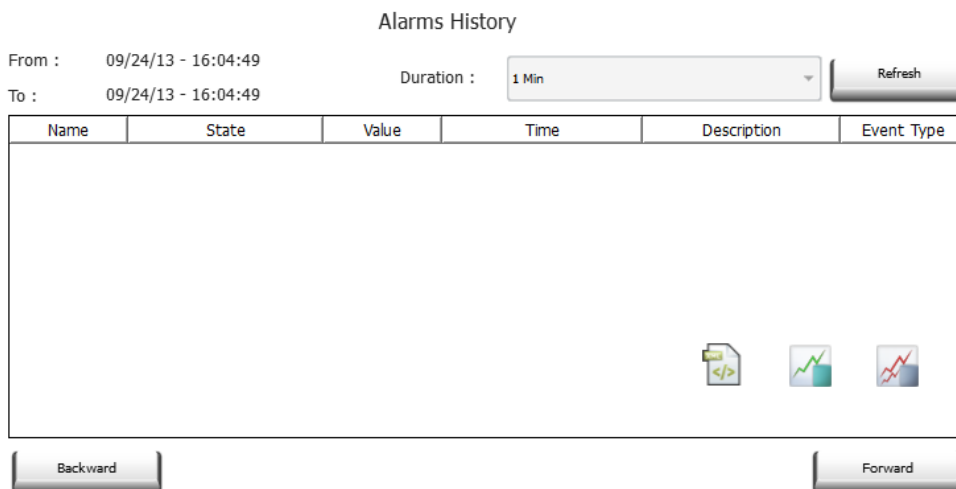 Alarms History
From : 09/24/13 - 16:04:49
Duration : 1 Min Refresh
To : 09/24/13 - 16:04:49
Name State Value Time Description Event Type
</>
Backward Forward